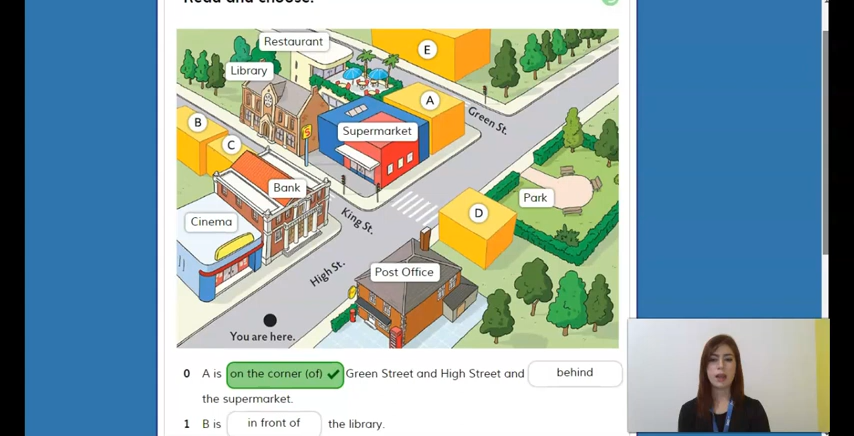 Read and choose.
Restaurant
E
Library
A
Green St.
B
Supermarket
C
Bank
Park
King St.
D
Cinema
High St.
Post Office
You are here.
0 A is on the corner (of) Green Street and High Street and behind
the supermarket.
1 B is in front of the library.